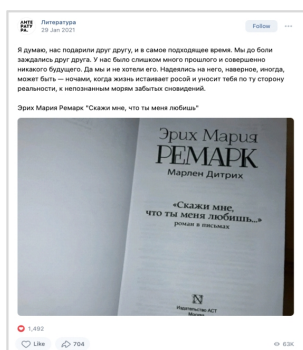 АНТЕ
РАТУ
РА.
Литература
29 Jan 2021
Follow
Я думаю, нас подарили друг другу, и в самое подходящее время. Мы до боли
заждались друг друга. У нас было слишком много прошлого и совершенно
никакого будущего. Да мы и не хотели его. Надеялись на него, наверное, иногда,
может быть — ночами, когда жизнь истаивает росой и уносит тебя по ту сторону
реальности, к непознанным морям забытых сновидений.
Эрих Мария Ремарк "Скажи мне, что ты меня любишь"
Эрих Мария
РЕМАРК
Марлен Дитрих
«Скажи мне,
что ты меня любишь...»
роман в письмах
N
Издательство АСТ
Москва
1,492
Like
704
63K